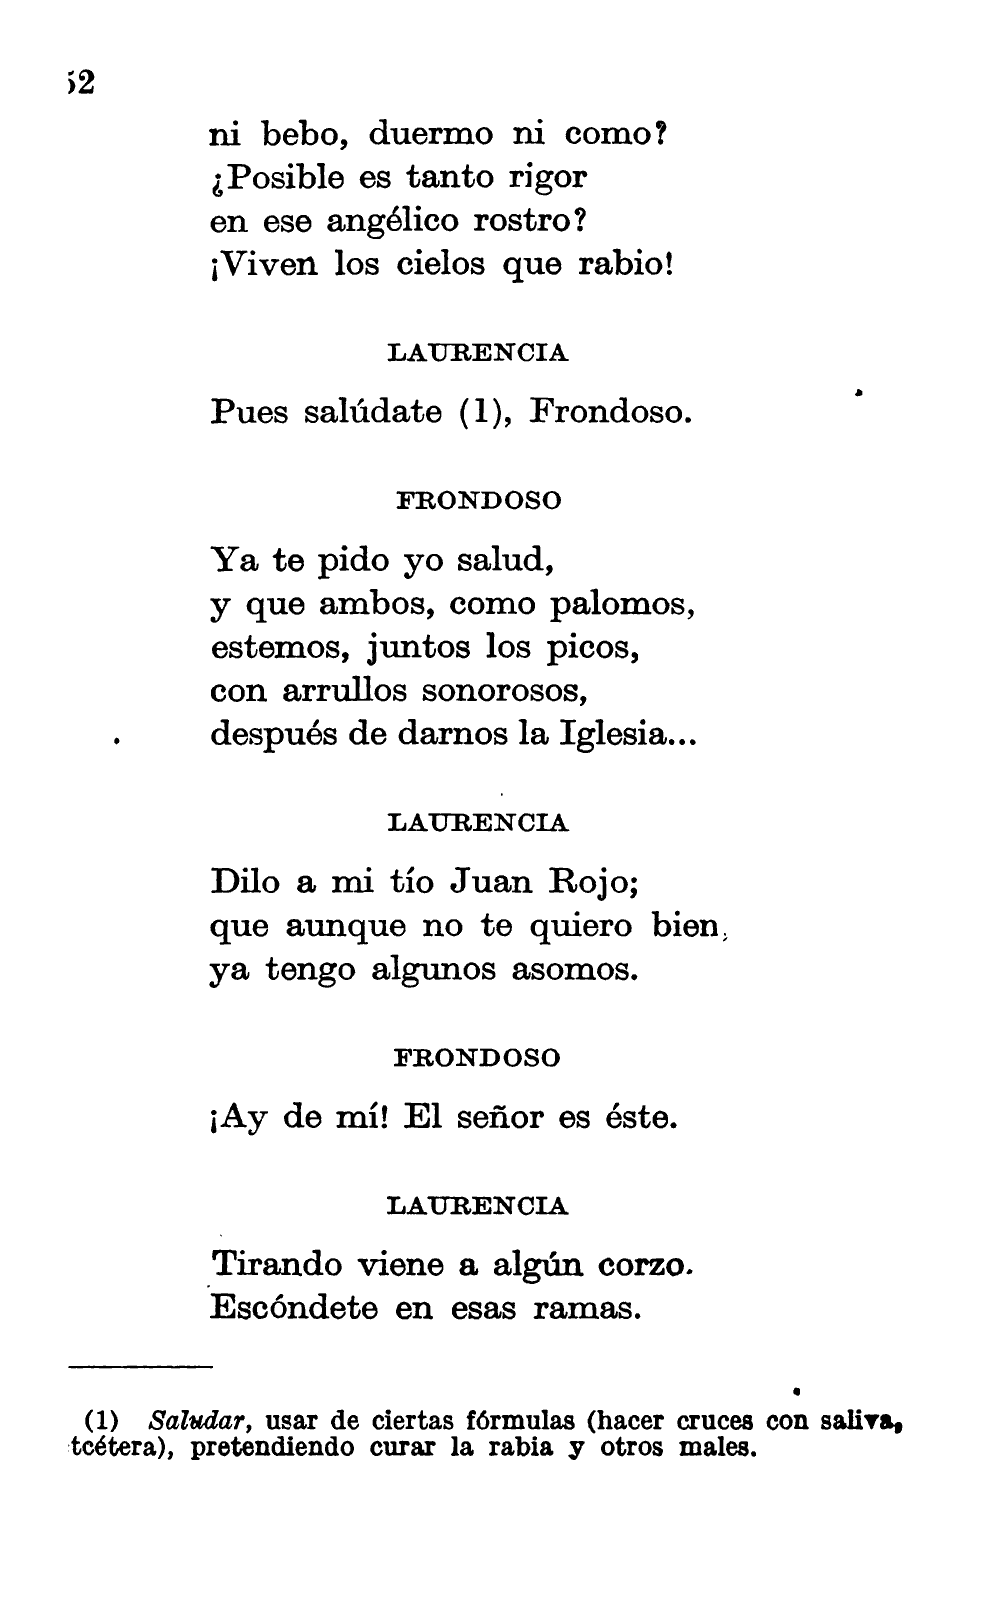 52
ni bebo, duermo ni como?
¿Posible es tanto rigor
en ese angélico rostro?
¡Viven los cielos que rabio!
LAURENCIA
Pues salúdate (1), Frondoso.
FRONDOSO
Ya te pido yo salud,
y que ambos, como palomos,
estemos, juntos los picos,
con arrullos sonorosos,
después de darnos la Iglesia...
LAURENCIA
Dilo a mi tío Juan Rojo;
que aunque no te quiero bien,
ya tengo algunos asomos.
FRONDOSO
¡Ay de mí! El señor es éste.
LAURENCIA
Tirando viene a algún corzo.
Escóndete en esas ramas.
(1) Saludar, usar de ciertas fórmulas (hacer cruces con saliva,
tcétera), pretendiendo curar la rabia y otros males.